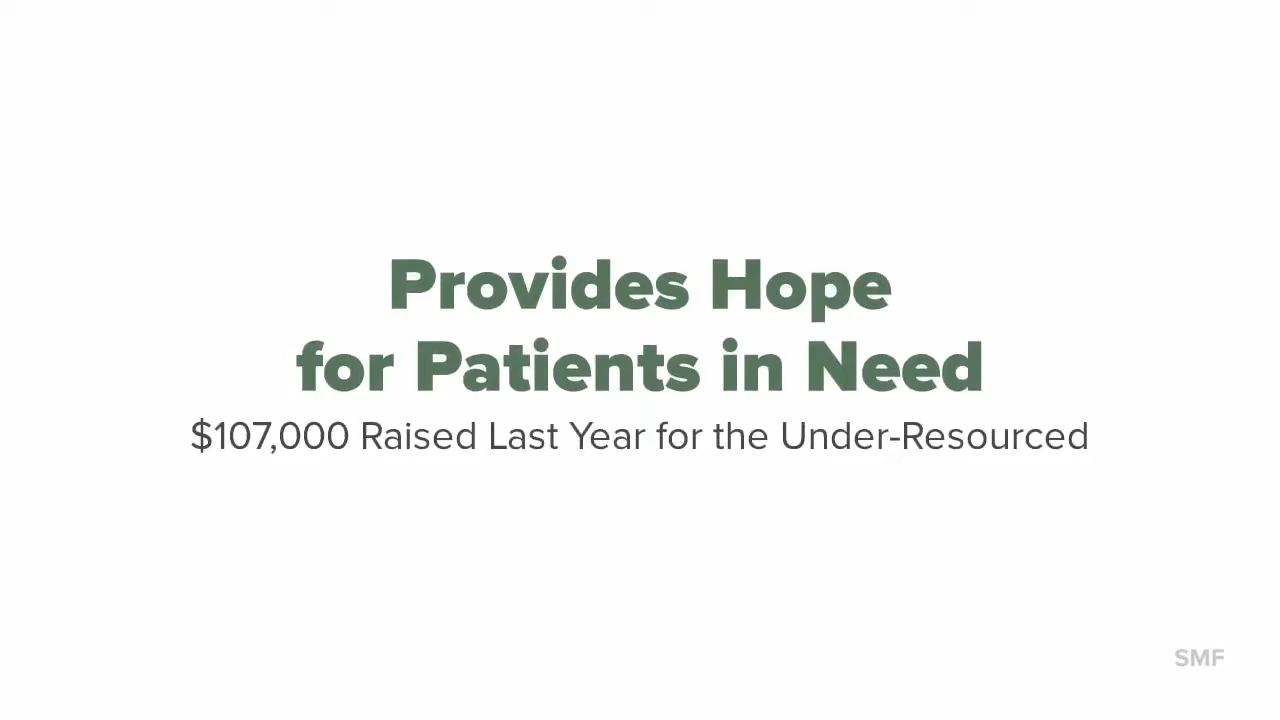 Provides Hope
for Patients in Need
$107,000 Raised Last Year for the Under-Resourced
SMF